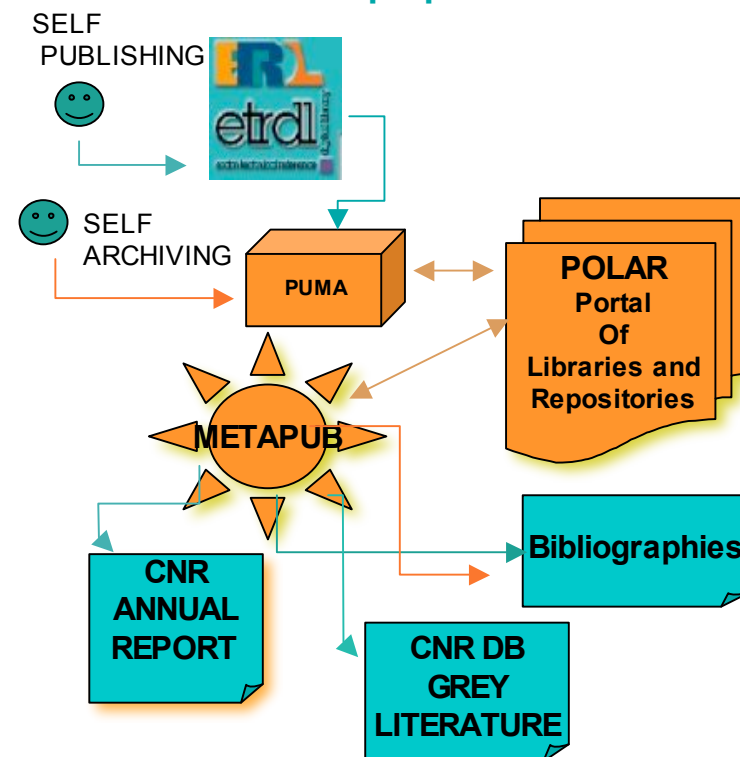 SELF
PUBLISHING
ERL
etrdl
SELF
ARCHIVING
PUMA
POLAR
Portal
Of
Libraries and
Repositories
METAPUB
Bibliographies
CNR
ANNUAL
REPORT
CNR DB
GREY
LITERATURE